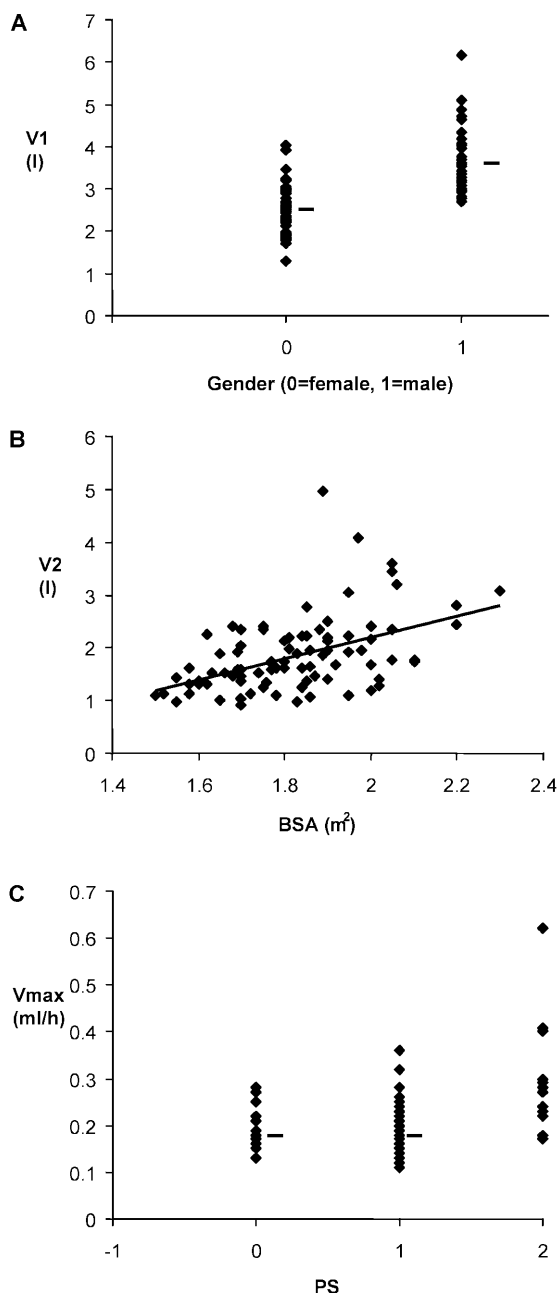 A
7
6
5
4
3
2
1
0
V1
(l)
0 1
Gender (0=female, 1=male)
B
6
5
4
3
2
1
0
V2
(l)
1.4 1.6 1.8 2 2.2 2.4
BSA (m²)
C
0.7
0.6
0.5
0.4
0.3
0.2
0.1
0
Vmax
(ml/h)
-1 0 1 2
PS